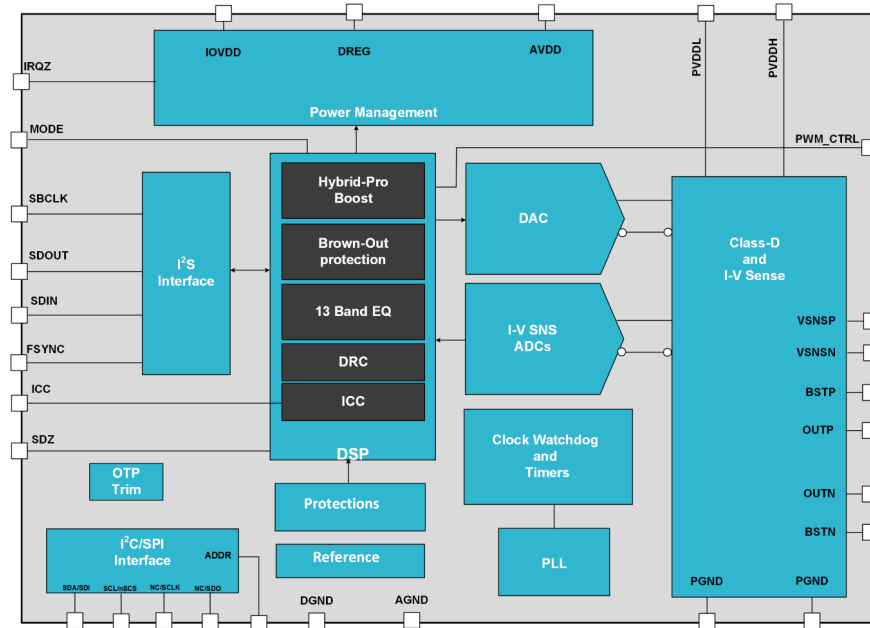 IOVDD
DREG
AVDD
Power Management
PVDDL
PVDDH
IRQZ
MODE
PWM_CTRL
SBCLK
SDOUT
SDIN
FSYNC
ICC
SDZ
I²S
Interface
Hybrid-Pro
Boost
Brown-Out
protection
13 Band EQ
DRC
ICC
DSP
DAC
I-V SNS
ADCs
Class-D
and
I-V Sense
VSNSP
VSNSN
BSTP
OUTP
OUTN
BSTN
PGND
PGND
Clock Watchdog
and
Timers
PLL
OTP
Trim
Protections
Reference
I²C/SPI
Interface
ADDR
SDA/SDI
SCL/nSCS
NC/SCLK
NC/SDO
DGND
AGND